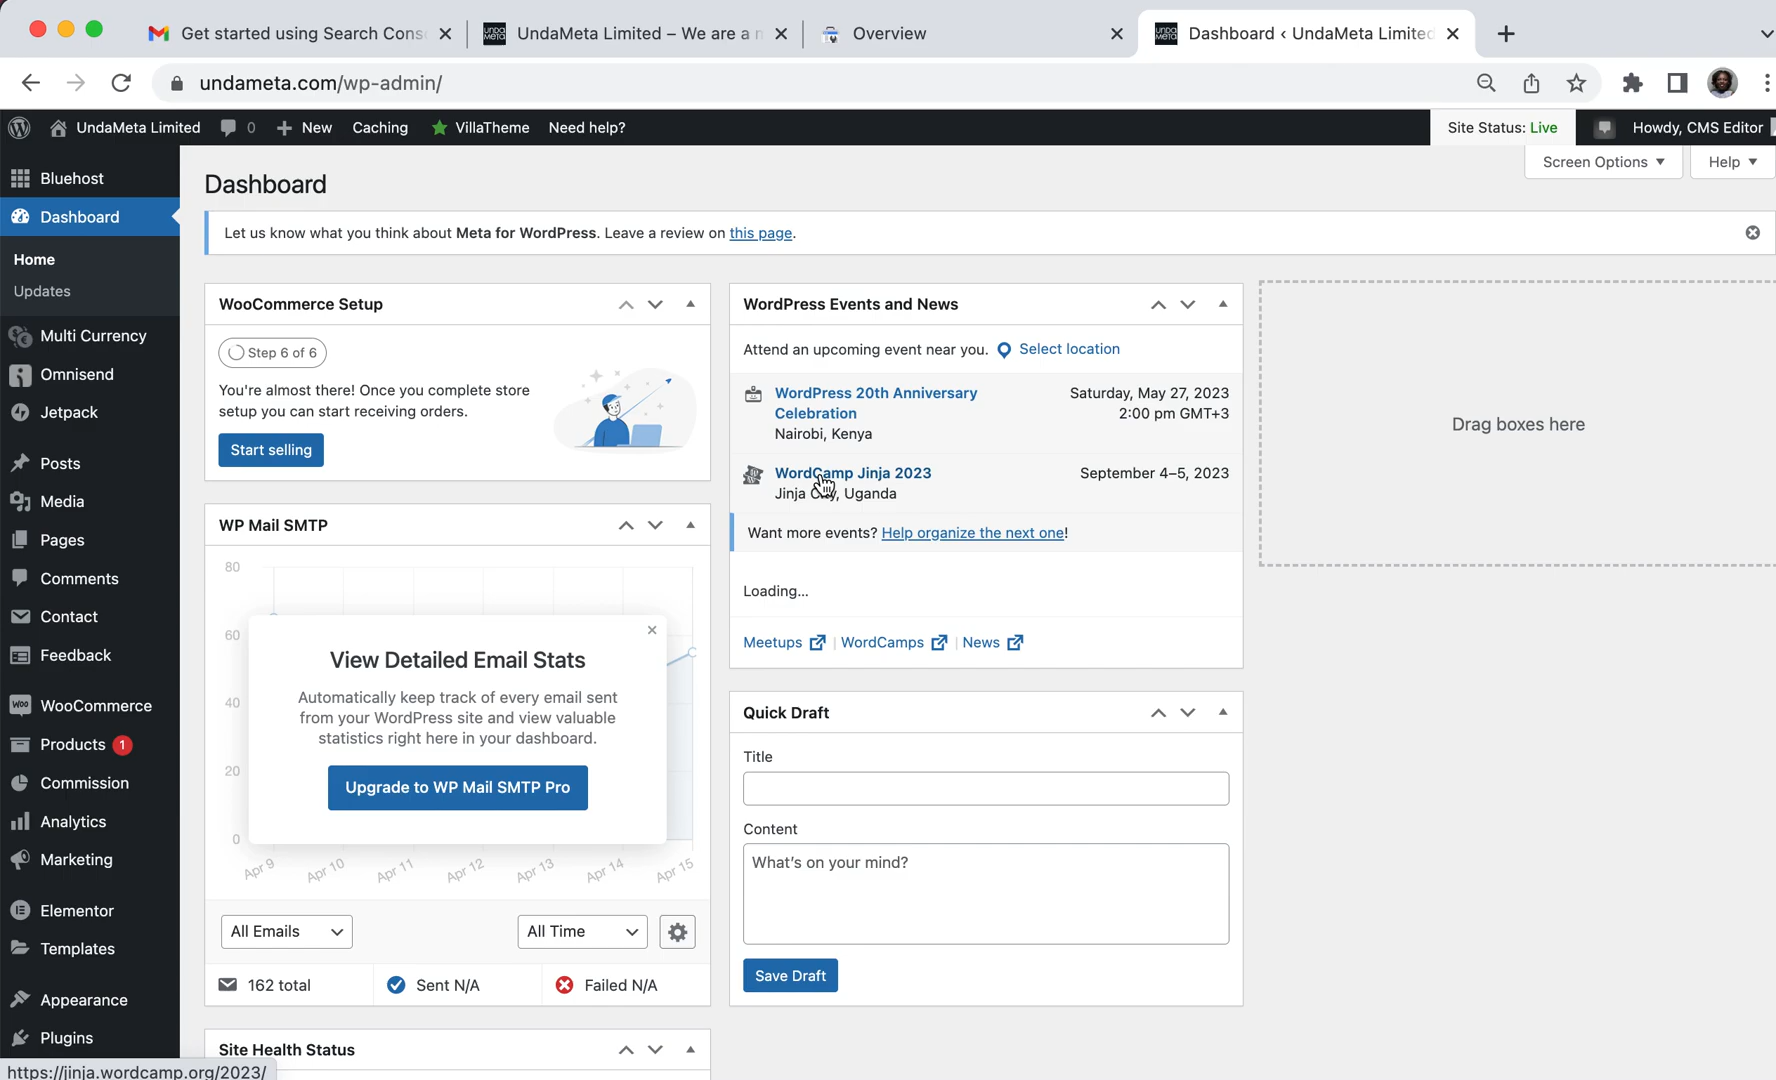 Get started using Search Cons
UndaMeta Limited – We are a n
Overview
Dashboard ‹ UndaMeta Limited
undameta.com/wp-admin/
UndaMeta Limited
0
New
Caching
VillaTheme
Need help?
Site Status: Live
Howdy, CMS Editor
Screen Options
Help
Bluehost
Dashboard
Home
Updates
Multi Currency
Omnisend
Jetpack
Posts
Media
Pages
Comments
Contact
Feedback
WooCommerce
Products 1
Commission
Analytics
Marketing
Elementor
Templates
Appearance
Plugins
https://jinja.wordcamp.org/2023/
Dashboard
Let us know what you think about Meta for WordPress. Leave a review on this page.
WooCommerce Setup
Step 6 of 6
You're almost there! Once you complete store
setup you can start receiving orders.
Start selling
WP Mail SMTP
80
60
40
20
0
View Detailed Email Stats
Automatically keep track of every email sent
from your WordPress site and view valuable
statistics right here in your dashboard.
Upgrade to WP Mail SMTP Pro
Apr 9
Apr 10
Apr 11
Apr 12
Apr 13
Apr 14
Apr 15
All Emails
All Time
162 total
Sent N/A
Failed N/A
Site Health Status
WordPress Events and News
Attend an upcoming event near you. Select location
WordPress 20th Anniversary
Celebration
Nairobi, Kenya
Saturday, May 27, 2023
2:00 pm GMT+3
WordCamp Jinja 2023
Jinja City, Uganda
September 4–5, 2023
Want more events? Help organize the next one!
Loading...
Meetups | WordCamps | News
Quick Draft
Title
Content
What's on your mind?
Save Draft
Drag boxes here